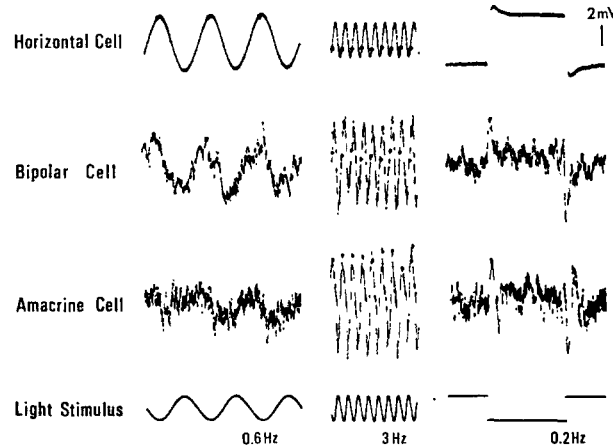 Horizontal Cell
2mV
Bipolar Cell
Amacrine Cell
Light Stimulus
0.6Hz 3Hz 0.2Hz